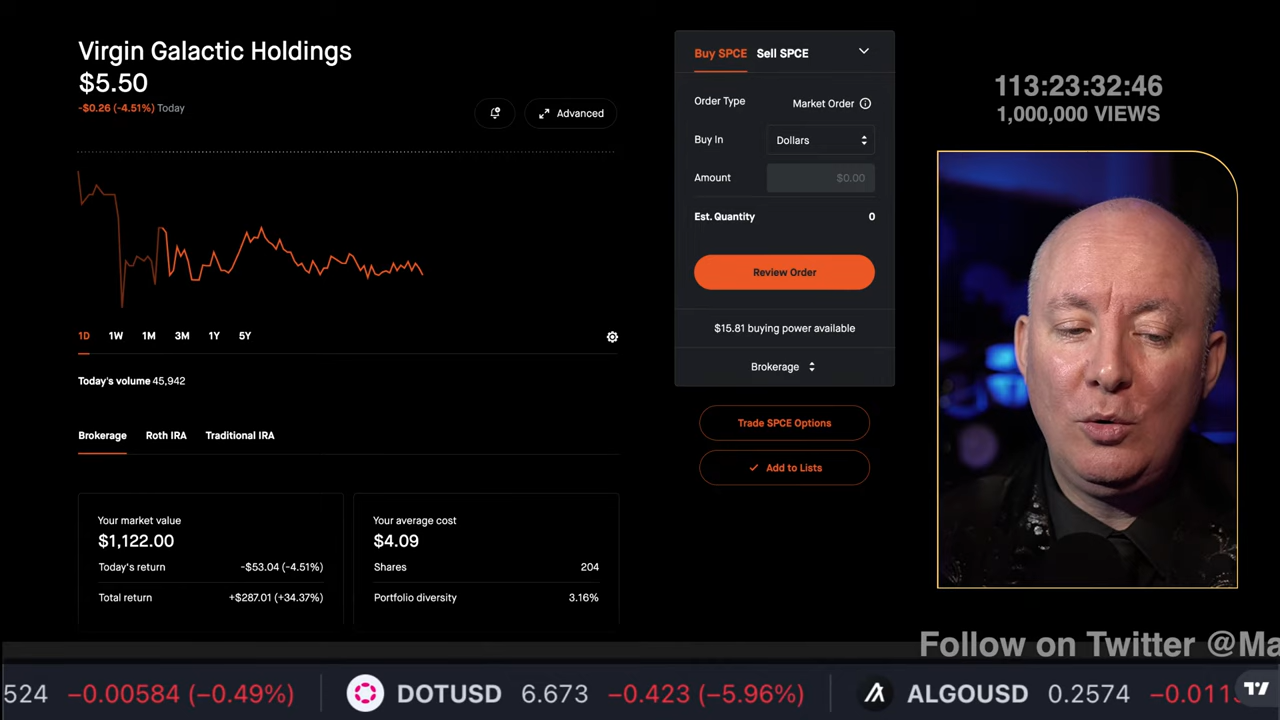 Virgin Galactic Holdings
$5.50
-$0.26 (-4.51%) Today
Advanced
1D 1W 1M 3M 1Y 5Y
Today's volume 45,942
Brokerage Roth IRA Traditional IRA
Your market value
$1,122.00
Today's return -$53.04 (-4.51%)
Total return +$287.01 (+34.37%)
Your average cost
$4.09
Shares 204
Portfolio diversity 3.16%
Buy SPCE Sell SPCE
Order Type Market Order
Buy In Dollars
Amount $0.00
Est. Quantity 0
Review Order
$15.81 buying power available
Brokerage
Trade SPCE Options
Add to Lists
113:23:32:46
1,000,000 VIEWS
Follow on Twitter @Ma
524 −0.00584 (−0.49%) DOTUSD 6.673 −0.423 (−5.96%) ALGOUSD 0.2574 −0.011